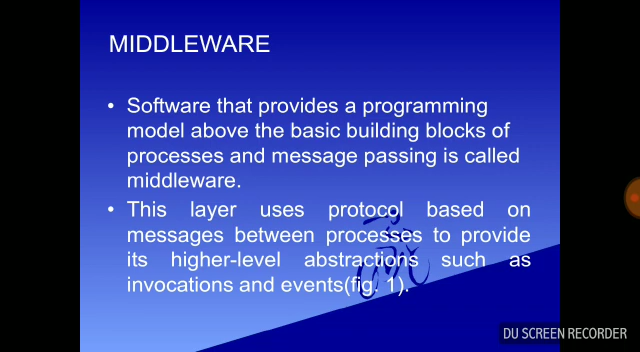 MIDDLEWARE
• Software that provides a programming
model above the basic building blocks of
processes and message passing is called
middleware.
• This layer uses protocol based on
messages between processes to provide
its higher-level abstractions such as
invocations and events(fig. 1).
DU SCREEN RECORDER